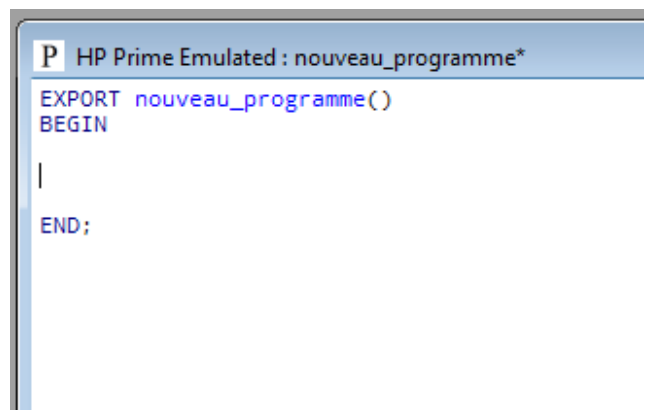 P HP Prime Emulated : nouveau_programme*
EXPORT nouveau_programme()
BEGIN
END;